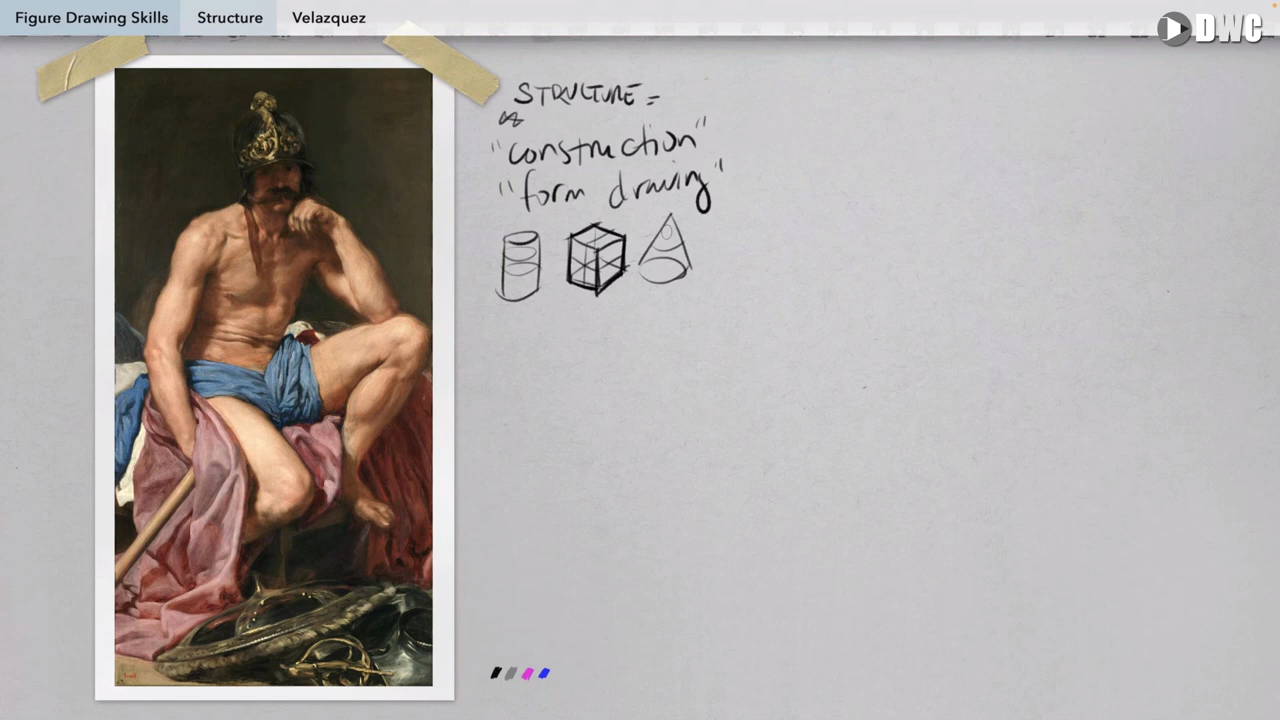 Figure Drawing Skills Structure Velazquez
DWC
STRUCTURE =
"construction"
"form drawing"